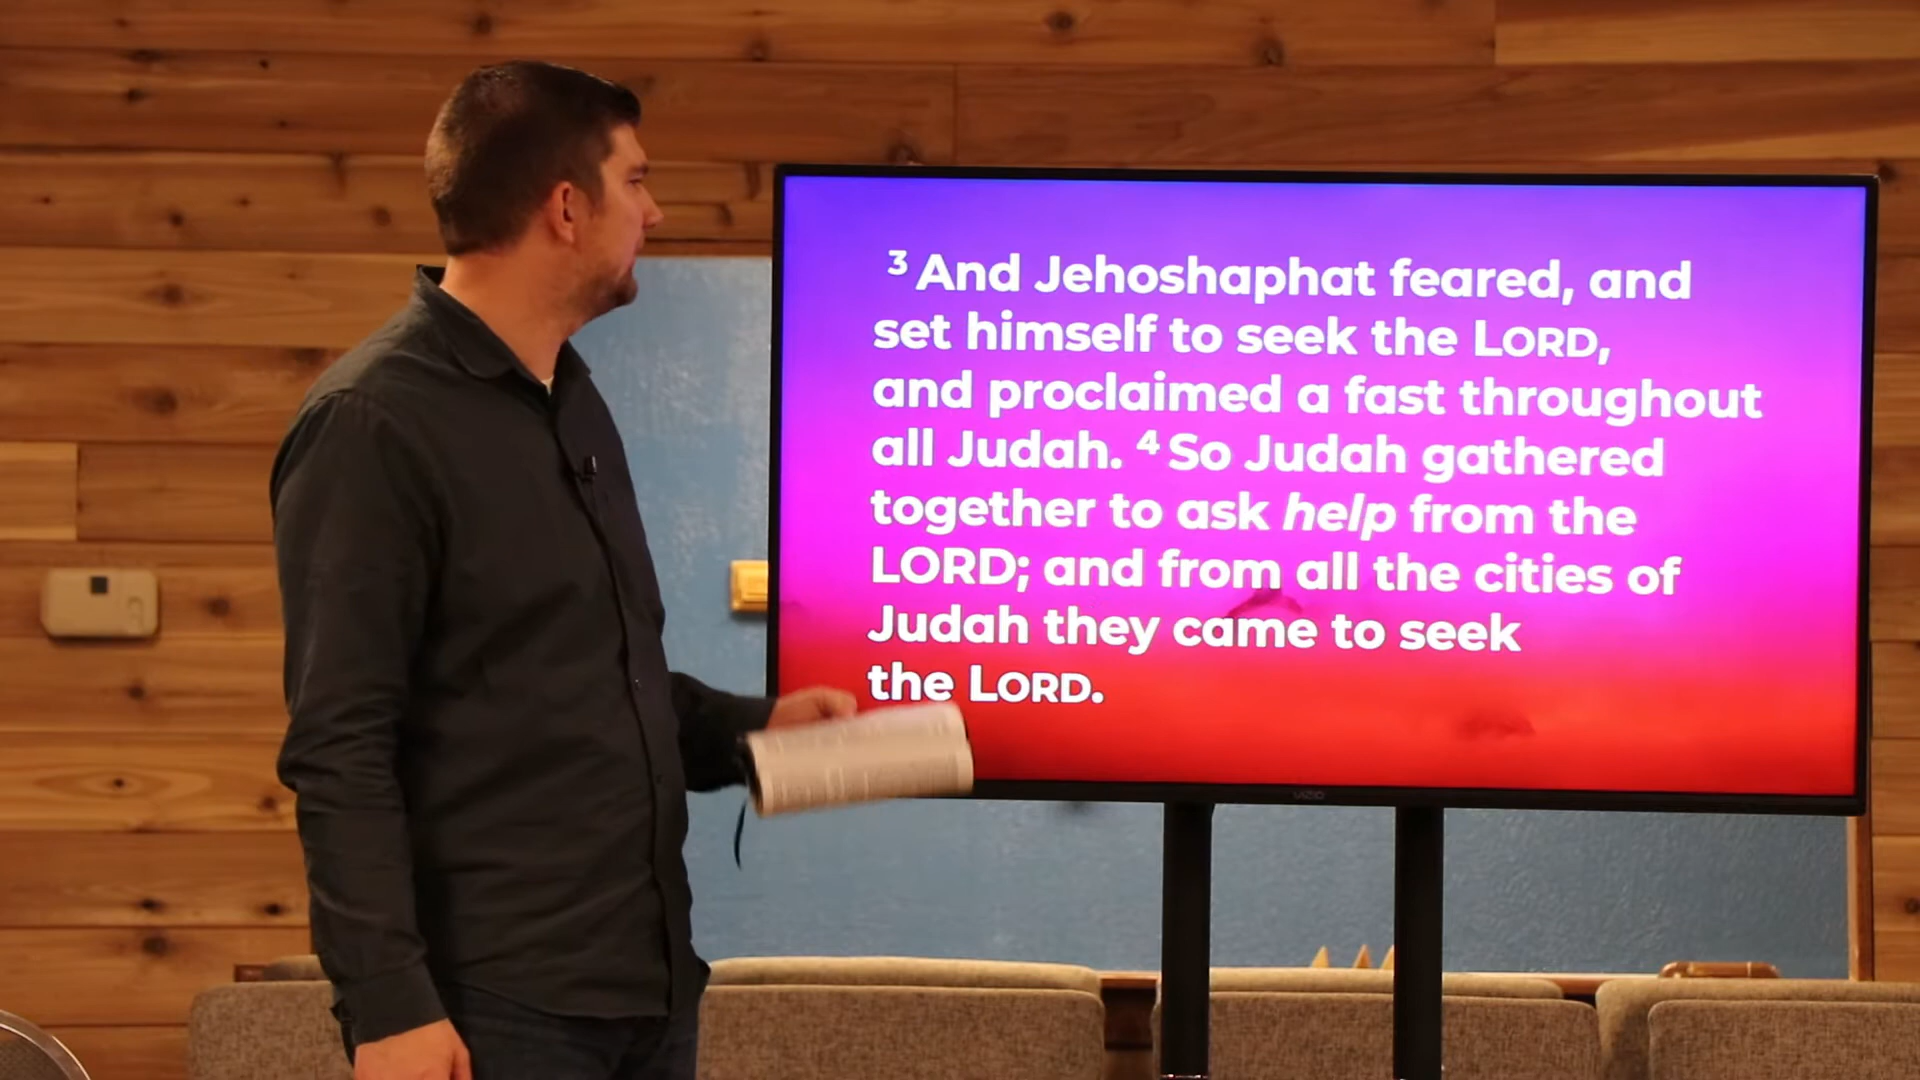 3 And Jehoshaphat feared, and
set himself to seek the LORD,
and proclaimed a fast throughout
all Judah. 4 So Judah gathered
together to ask help from the
LORD; and from all the cities of
Judah they came to seek
the LORD.
VIZIO